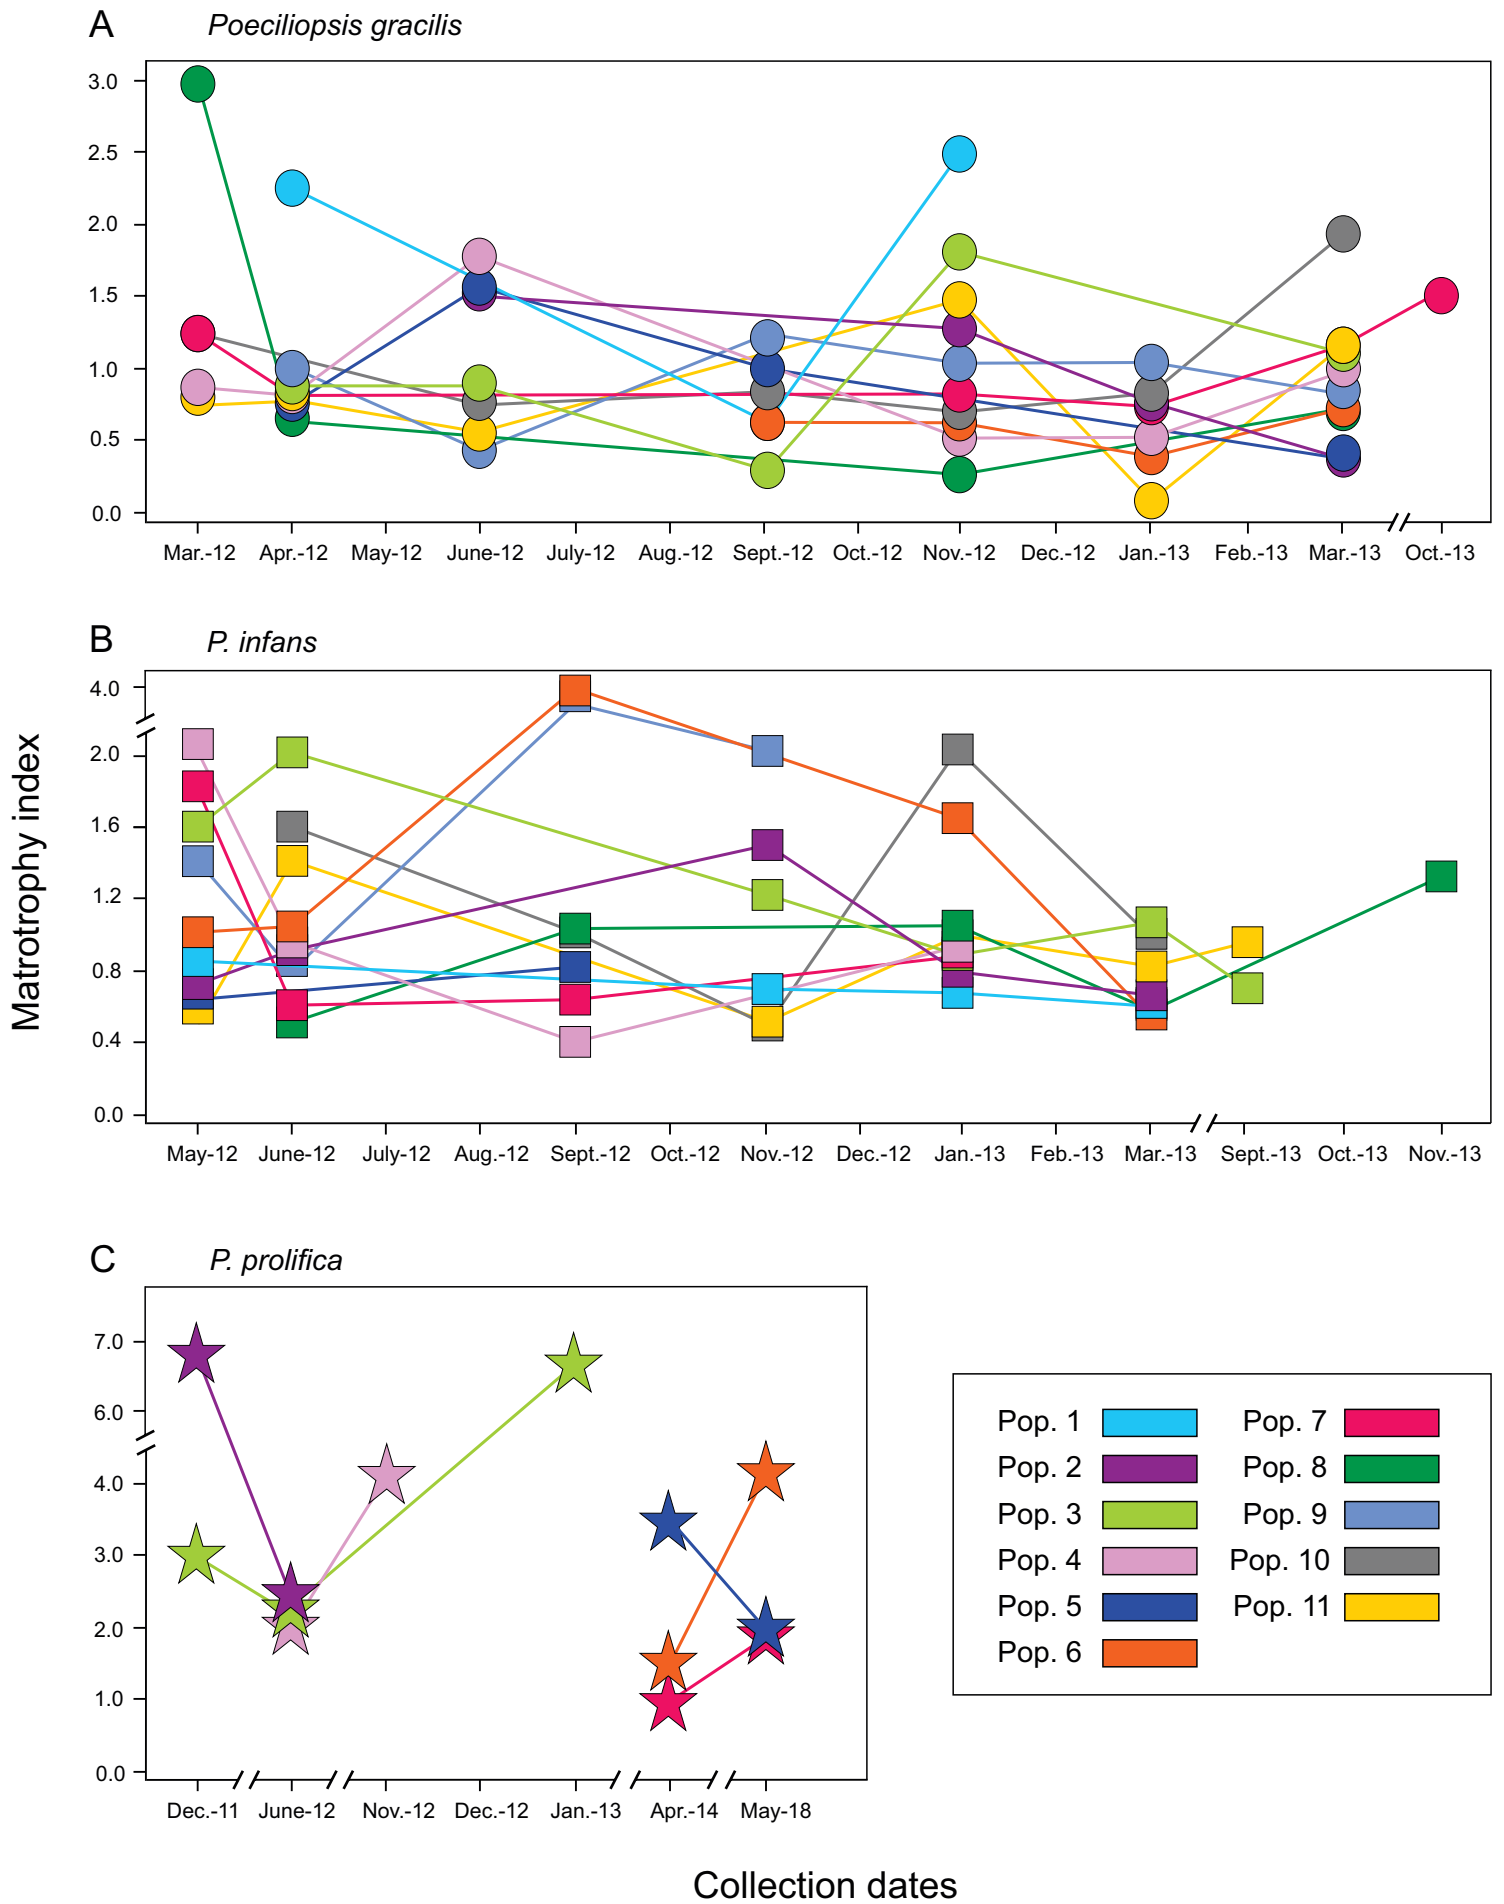 A Poeciliopsis gracilis
3.0
2.5
2.0
1.5
1.0
0.5
0.0
Mar.-12 Apr.-12 May-12 June-12 July-12 Aug.-12 Sept.-12 Oct.-12 Nov.-12 Dec.-12 Jan.-13 Feb.-13 Mar.-13 Oct.-13
B P. infans
4.0
2.0
1.6
1.2
0.8
0.4
0.0
May-12 June-12 July-12 Aug.-12 Sept.-12 Oct.-12 Nov.-12 Dec.-12 Jan.-13 Feb.-13 Mar.-13 Sept.-13 Oct.-13 Nov.-13
Matrotrophy index
C P. prolifica
7.0
6.0
4.0
3.0
2.0
1.0
0.0
Dec.-11 June-12 Nov.-12 Dec.-12 Jan.-13 Apr.-14 May-18
Pop. 1 Pop. 7
Pop. 2 Pop. 8
Pop. 3 Pop. 9
Pop. 4 Pop. 10
Pop. 5 Pop. 11
Pop. 6
Collection dates